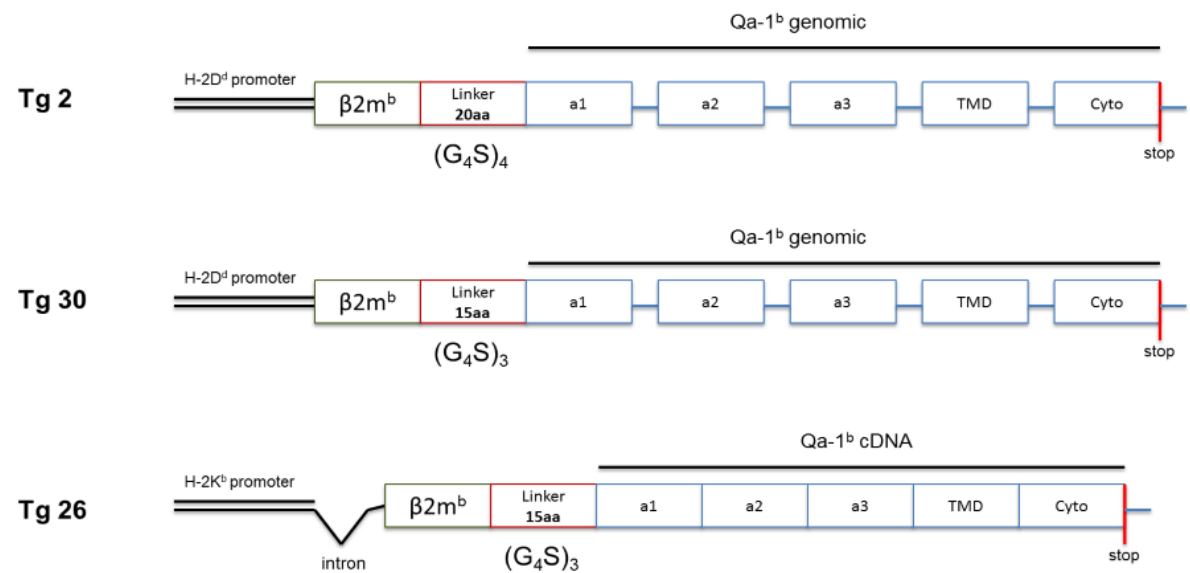 Qa-1ᵇ genomic
H-2Dᵈ promoter
Tg 2
β2mᵇ
Linker
20aa
a1
a2
a3
TMD
Cyto
(G₄S)₄
stop
Qa-1ᵇ genomic
H-2Dᵈ promoter
Tg 30
β2mᵇ
Linker
15aa
a1
a2
a3
TMD
Cyto
(G₄S)₃
stop
Qa-1ᵇ cDNA
H-2Kᵇ promoter
Tg 26
β2mᵇ
Linker
15aa
a1
a2
a3
TMD
Cyto
intron
(G₄S)₃
stop